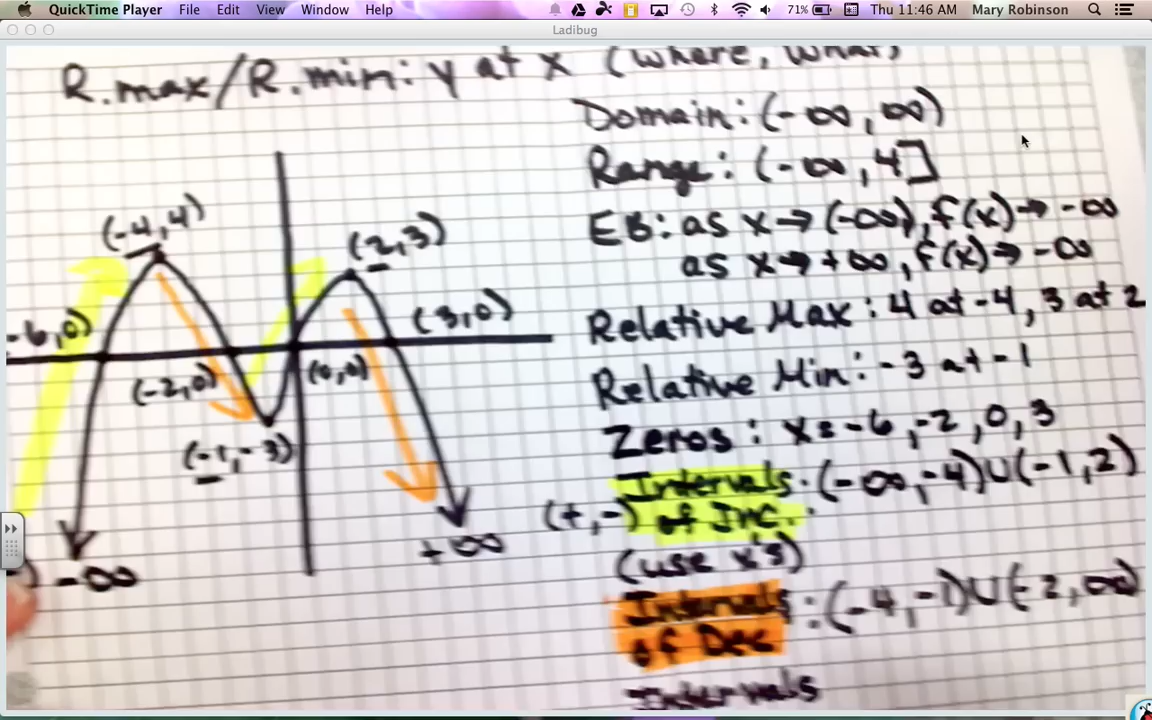 QuickTime Player File Edit View Window Help 71% Thu 11:46 AM Mary Robinson
Ladibug
R.max/R.min: y at x (where, what)
Domain: (-∞,∞)
Range: (-∞,4]
EB: as x→(-∞), f(x)→ -∞
as x→+∞, f(x)→ -∞
Relative Max: 4 at -4, 3 at 2
Relative Min: -3 at -1
Zeros: x=-6,-2,0,3
Intervals of Inc.: (-∞,-4)∪(-1,2)
(+,-)
(use x's)
Intervals of Dec: (-4,-1)∪(-2,∞)
Intervals
(-4,4)
(2,3)
-6,0)
(3,0)
(-2,0)
(0,0)
(-1,-3)
-∞
+∞